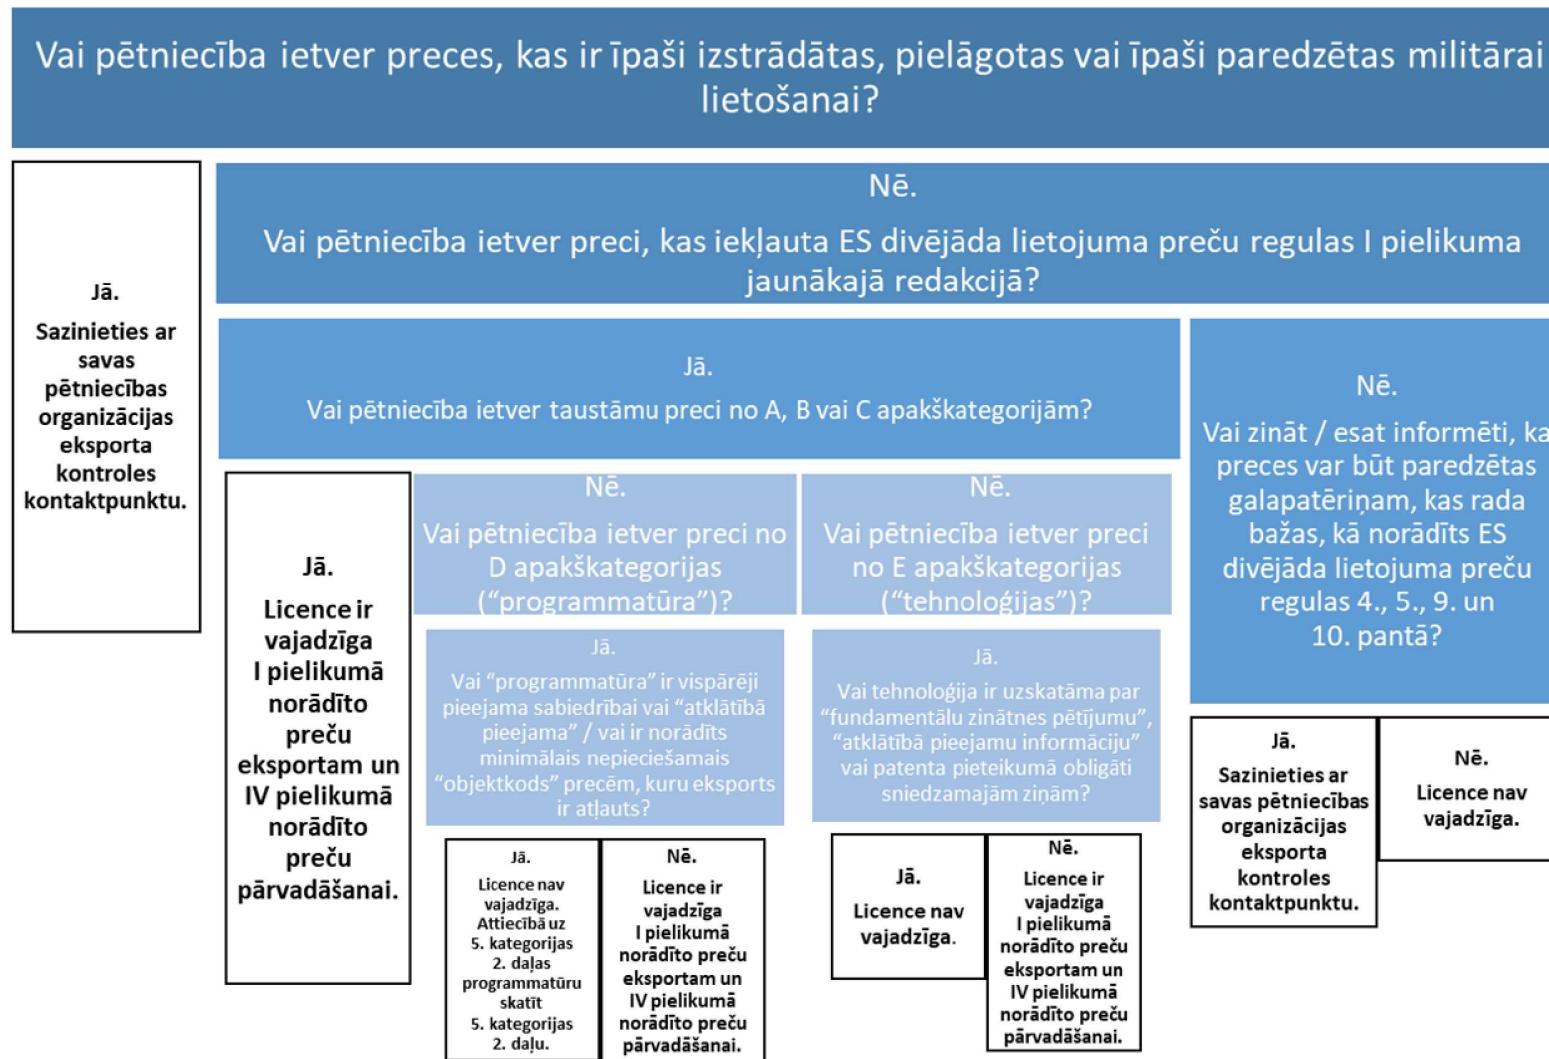 Vai pētniecība ietver preces, kas ir īpaši izstrādātas, pielāgotas vai īpaši paredzētas militārai
lietošanai?
Jā.
Sazinieties ar
savas
pētniecības
organizācijas
eksporta
kontroles
kontaktpunktu.
Nē.
Vai pētniecība ietver preci, kas iekļauta ES divējāda lietojuma preču regulas I pielikuma
jaunākajā redakcijā?
Jā.
Vai pētniecība ietver taustāmu preci no A, B vai C apakškategorijām?
Jā.
Licence ir
vajadzīga
I pielikumā
norādīto
preču
eksportam un
IV pielikumā
norādīto
preču
pārvadāšanai.
Nē.
Vai pētniecība ietver preci no
D apakškategorijas
(“programmatūra”)?
Jā.
Vai “programmatūra” ir vispārēji
pieejama sabiedrībai vai “atklātībā
pieejama” / vai ir norādīts
minimālais nepieciešamais
“objektkods” precēm, kuru eksports
ir atļauts?
Jā.
Licence nav
vajadzīga.
Attiecībā uz
5. kategorijas
2. daļas
programmatūru
skatīt
5. kategorijas
2. daļu.
Nē.
Licence ir
vajadzīga
I pielikumā
norādīto preču
eksportam un
IV pielikumā
norādīto preču
pārvadāšanai.
Nē.
Vai pētniecība ietver preci
no E apakškategorijas
(“tehnoloģijas”)?
Jā.
Vai tehnoloģija ir uzskatāma par
“fundamentālu zinātnes pētījumu”,
“atklātībā pieejamu informāciju”
vai patenta pieteikumā obligāti
sniedzamajām ziņām?
Jā.
Licence nav
vajadzīga.
Nē.
Licence ir
vajadzīga
I pielikumā
norādīto preču
eksportam un
IV pielikumā
norādīto preču
pārvadāšanai.
Nē.
Vai zināt / esat informēti, ka
preces var būt paredzētas
galapatēriņam, kas rada
bažas, kā norādīts ES
divējāda lietojuma preču
regulas 4., 5., 9. un
10. pantā?
Jā.
Sazinieties ar
savas pētniecības
organizācijas
eksporta
kontroles
kontaktpunktu.
Nē.
Licence nav
vajadzīga.